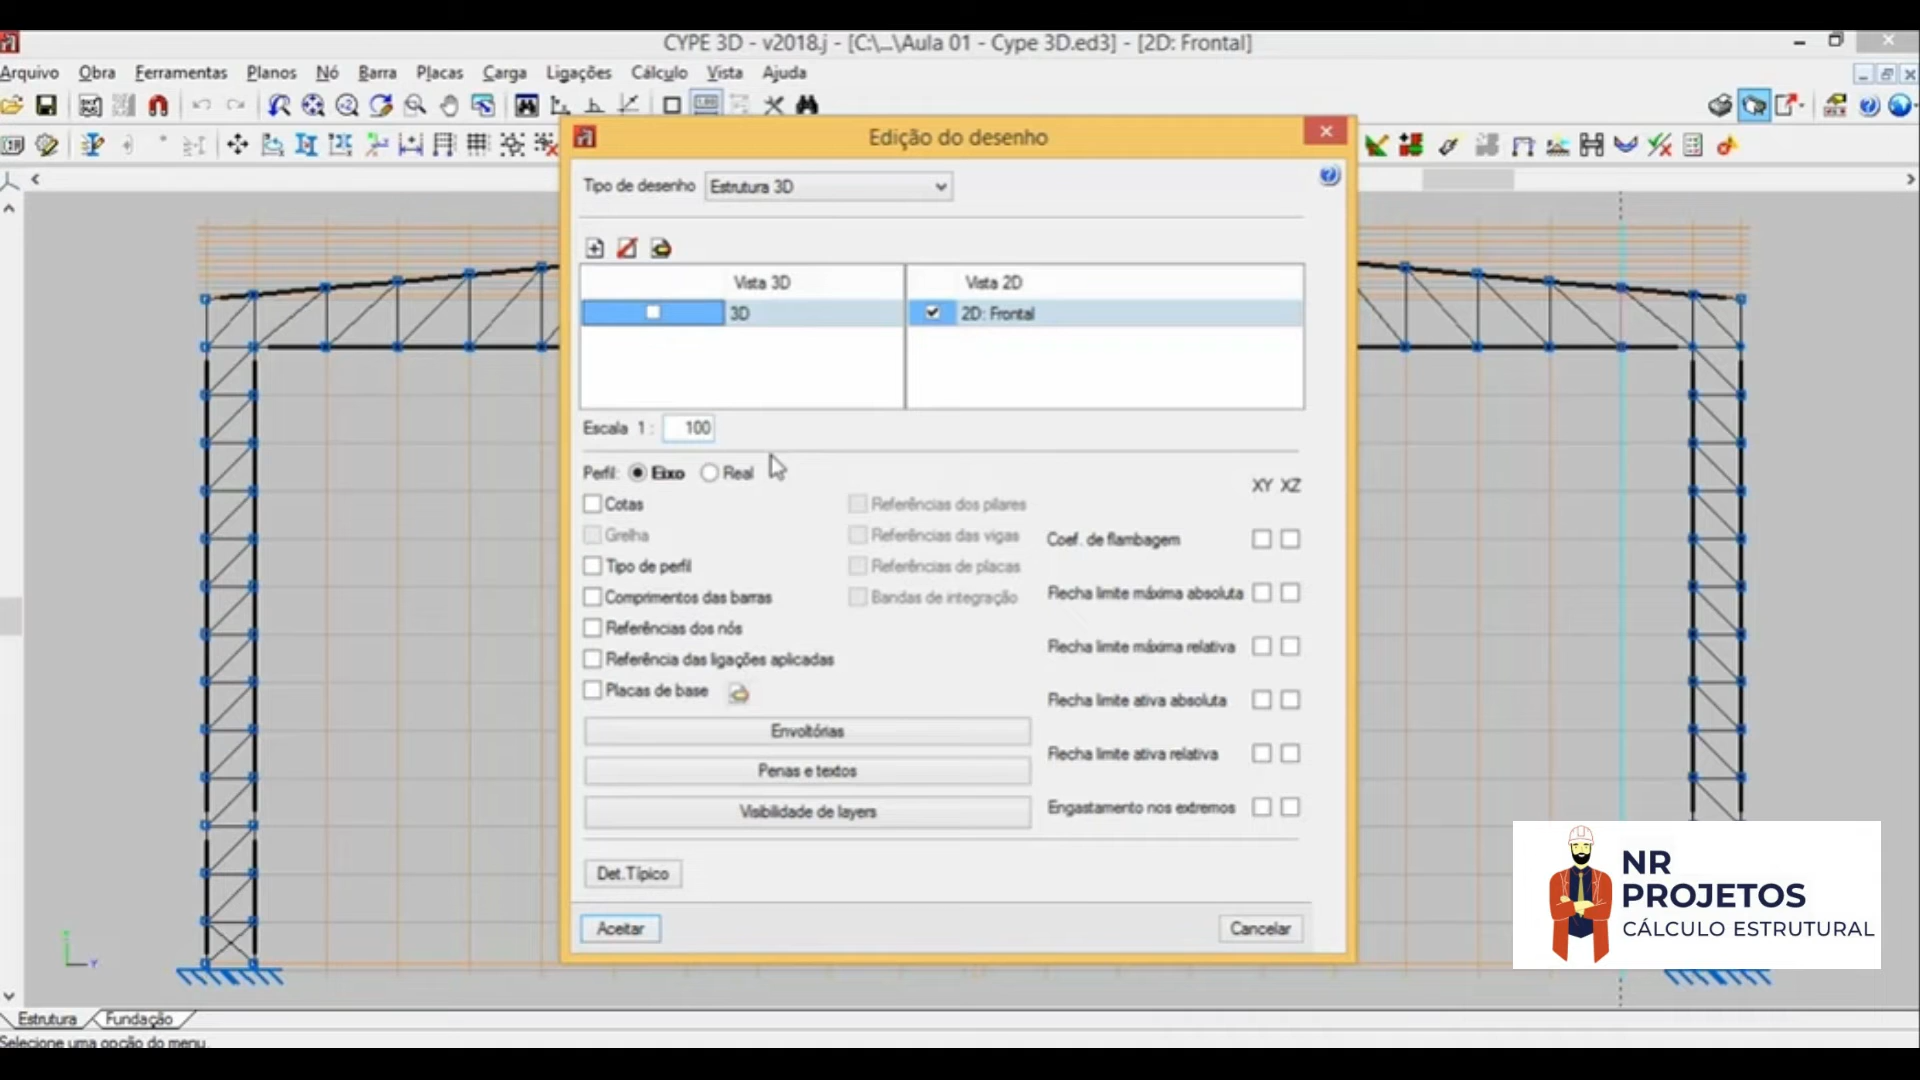 CYPE 3D - v2018.j - [C:\...\Aula 01 - Cype 3D.ed3] - [2D: Frontal]
Arquivo Obra Ferramentas Planos Nó Barra Placas Carga Ligações Cálculo Vista Ajuda
Edição do desenho
Tipo de desenho Estrutura 3D
Vista 3D Vista 2D
3D 2D: Frontal
Escala 1 : 100
Perfil: Eixo Real
XY XZ
Cotas Referências dos pilares
Grelha Referências das vigas Coef. de flambagem
Tipo de perfil Referências de placas
Comprimentos das barras Bandas de integração Flecha limite máxima absoluta
Referências dos nós Flecha limite máxima relativa
Referência das ligações aplicadas
Placas de base Flecha limite ativa absoluta
Envoltórias Flecha limite ativa relativa
Penas e textos
Visibilidade de layers Engastamento nos extremos
Det.Típico
Aceitar Cancelar
NR
PROJETOS
CÁLCULO ESTRUTURAL
Y
Estrutura Fundação
Selecione uma opção do menu.